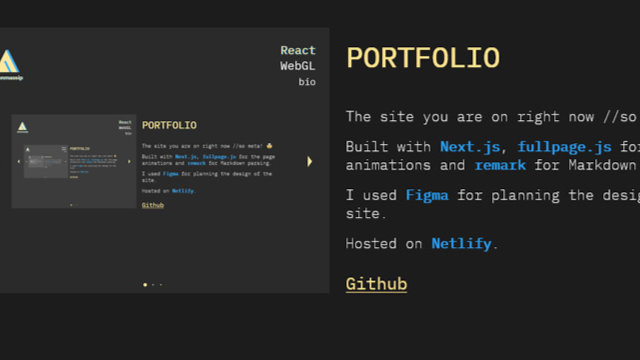 React
WebGL
bio
PORTFOLIO
The site you are on right now //so meta!
Built with Next.js, fullpage.js for the page
animations and remark for Markdown parsing.
I used Figma for planning the design of the
site.
Hosted on Netlify.
Github
PORTFOLIO
The site you are on right now //so
Built with Next.js, fullpage.js for
animations and remark for Markdown
I used Figma for planning the desig
site.
Hosted on Netlify.
Github